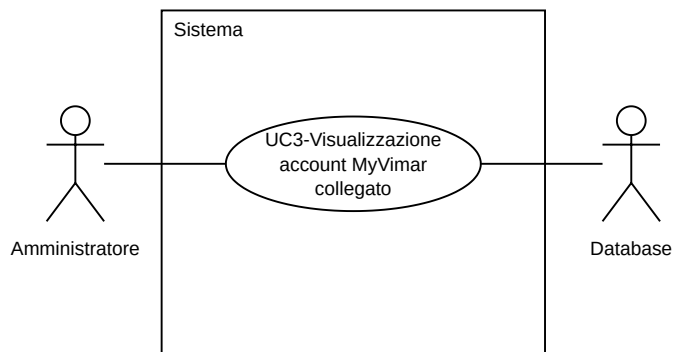 Sistema
UC3-Visualizzazione
account MyVimar
collegato
Amministratore
Database